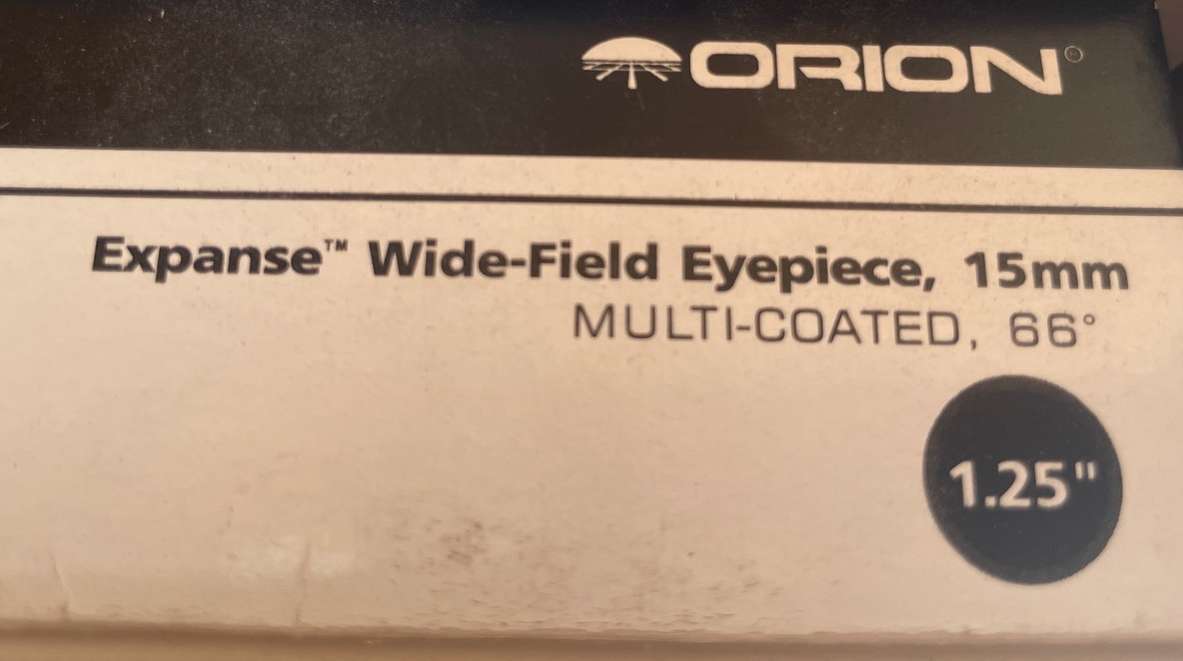 ORION®
Expanse™ Wide-Field Eyepiece, 15mm
MULTI-COATED, 66°
1.25"